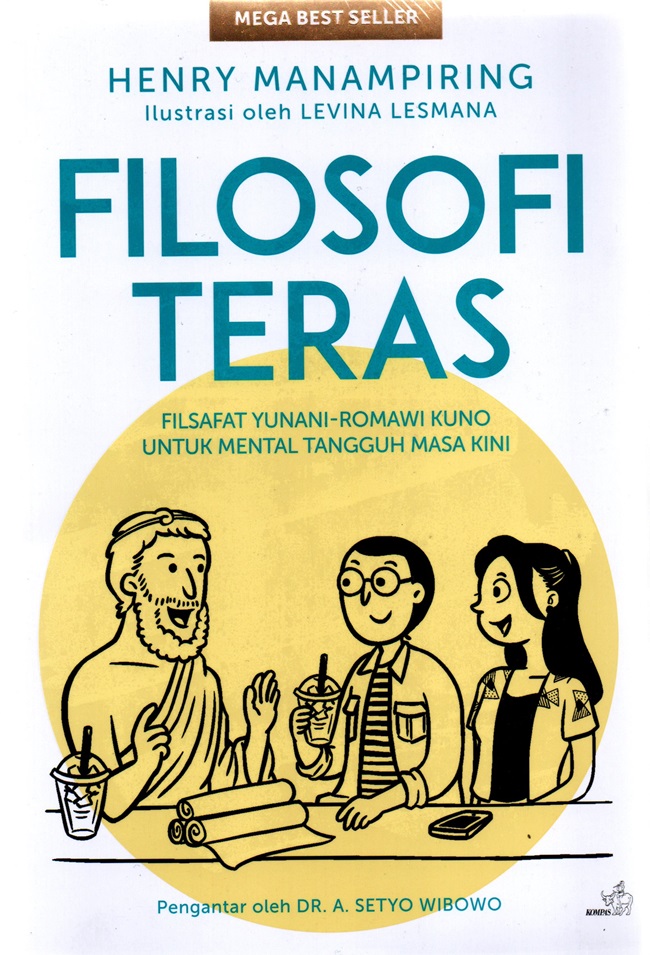 MEGA BEST SELLER
HENRY MANAMPIRING
Ilustrasi oleh LEVINA LESMANA
FILOSOFI
TERAS
FILSAFAT YUNANI-ROMAWI KUNO
UNTUK MENTAL TANGGUH MASA KINI
Pengantar oleh DR. A. SETYO WIBOWO
KOMPAS